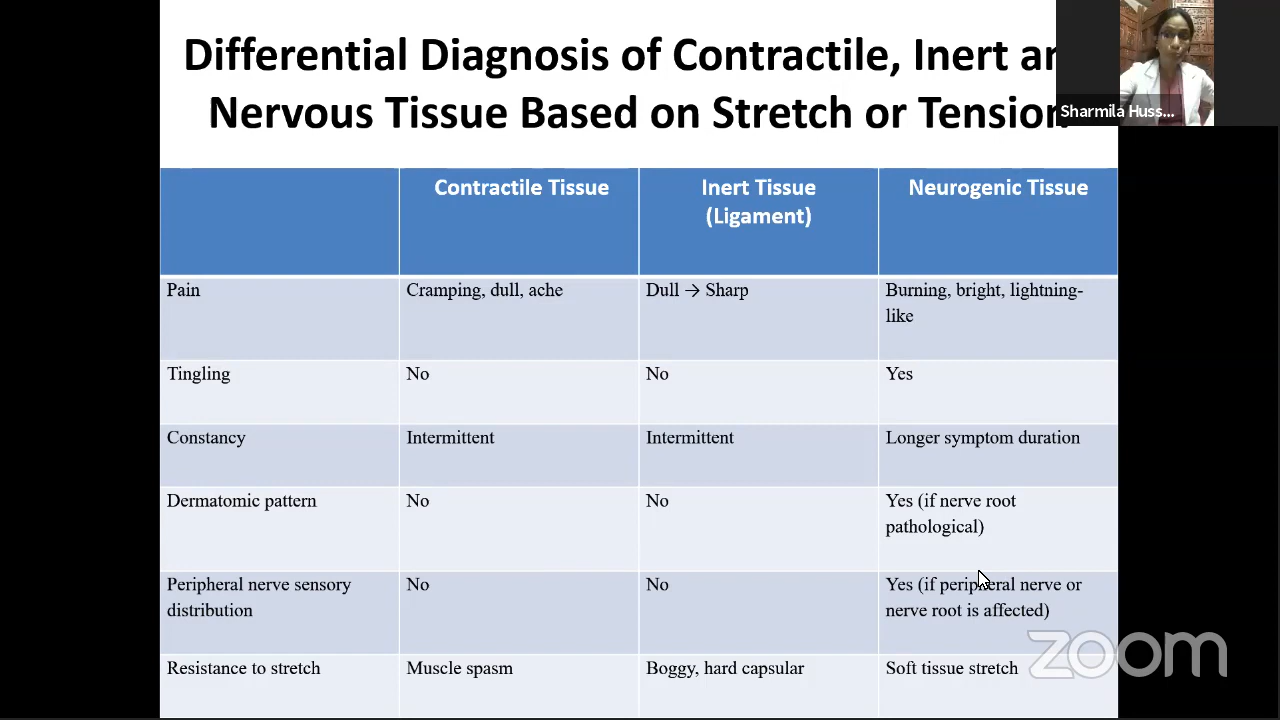 Differential Diagnosis of Contractile, Inert an
Nervous Tissue Based on Stretch or Tension
Sharmila Huss...
Contractile Tissue
Inert Tissue
(Ligament)
Neurogenic Tissue
Pain
Cramping, dull, ache
Dull → Sharp
Burning, bright, lightning-
like
Tingling
No
No
Yes
Constancy
Intermittent
Intermittent
Longer symptom duration
Dermatomic pattern
No
No
Yes (if nerve root
pathological)
Peripheral nerve sensory
distribution
No
No
Yes (if peripheral nerve or
nerve root is affected)
Resistance to stretch
Muscle spasm
Boggy, hard capsular
Soft tissue stretch
zoom